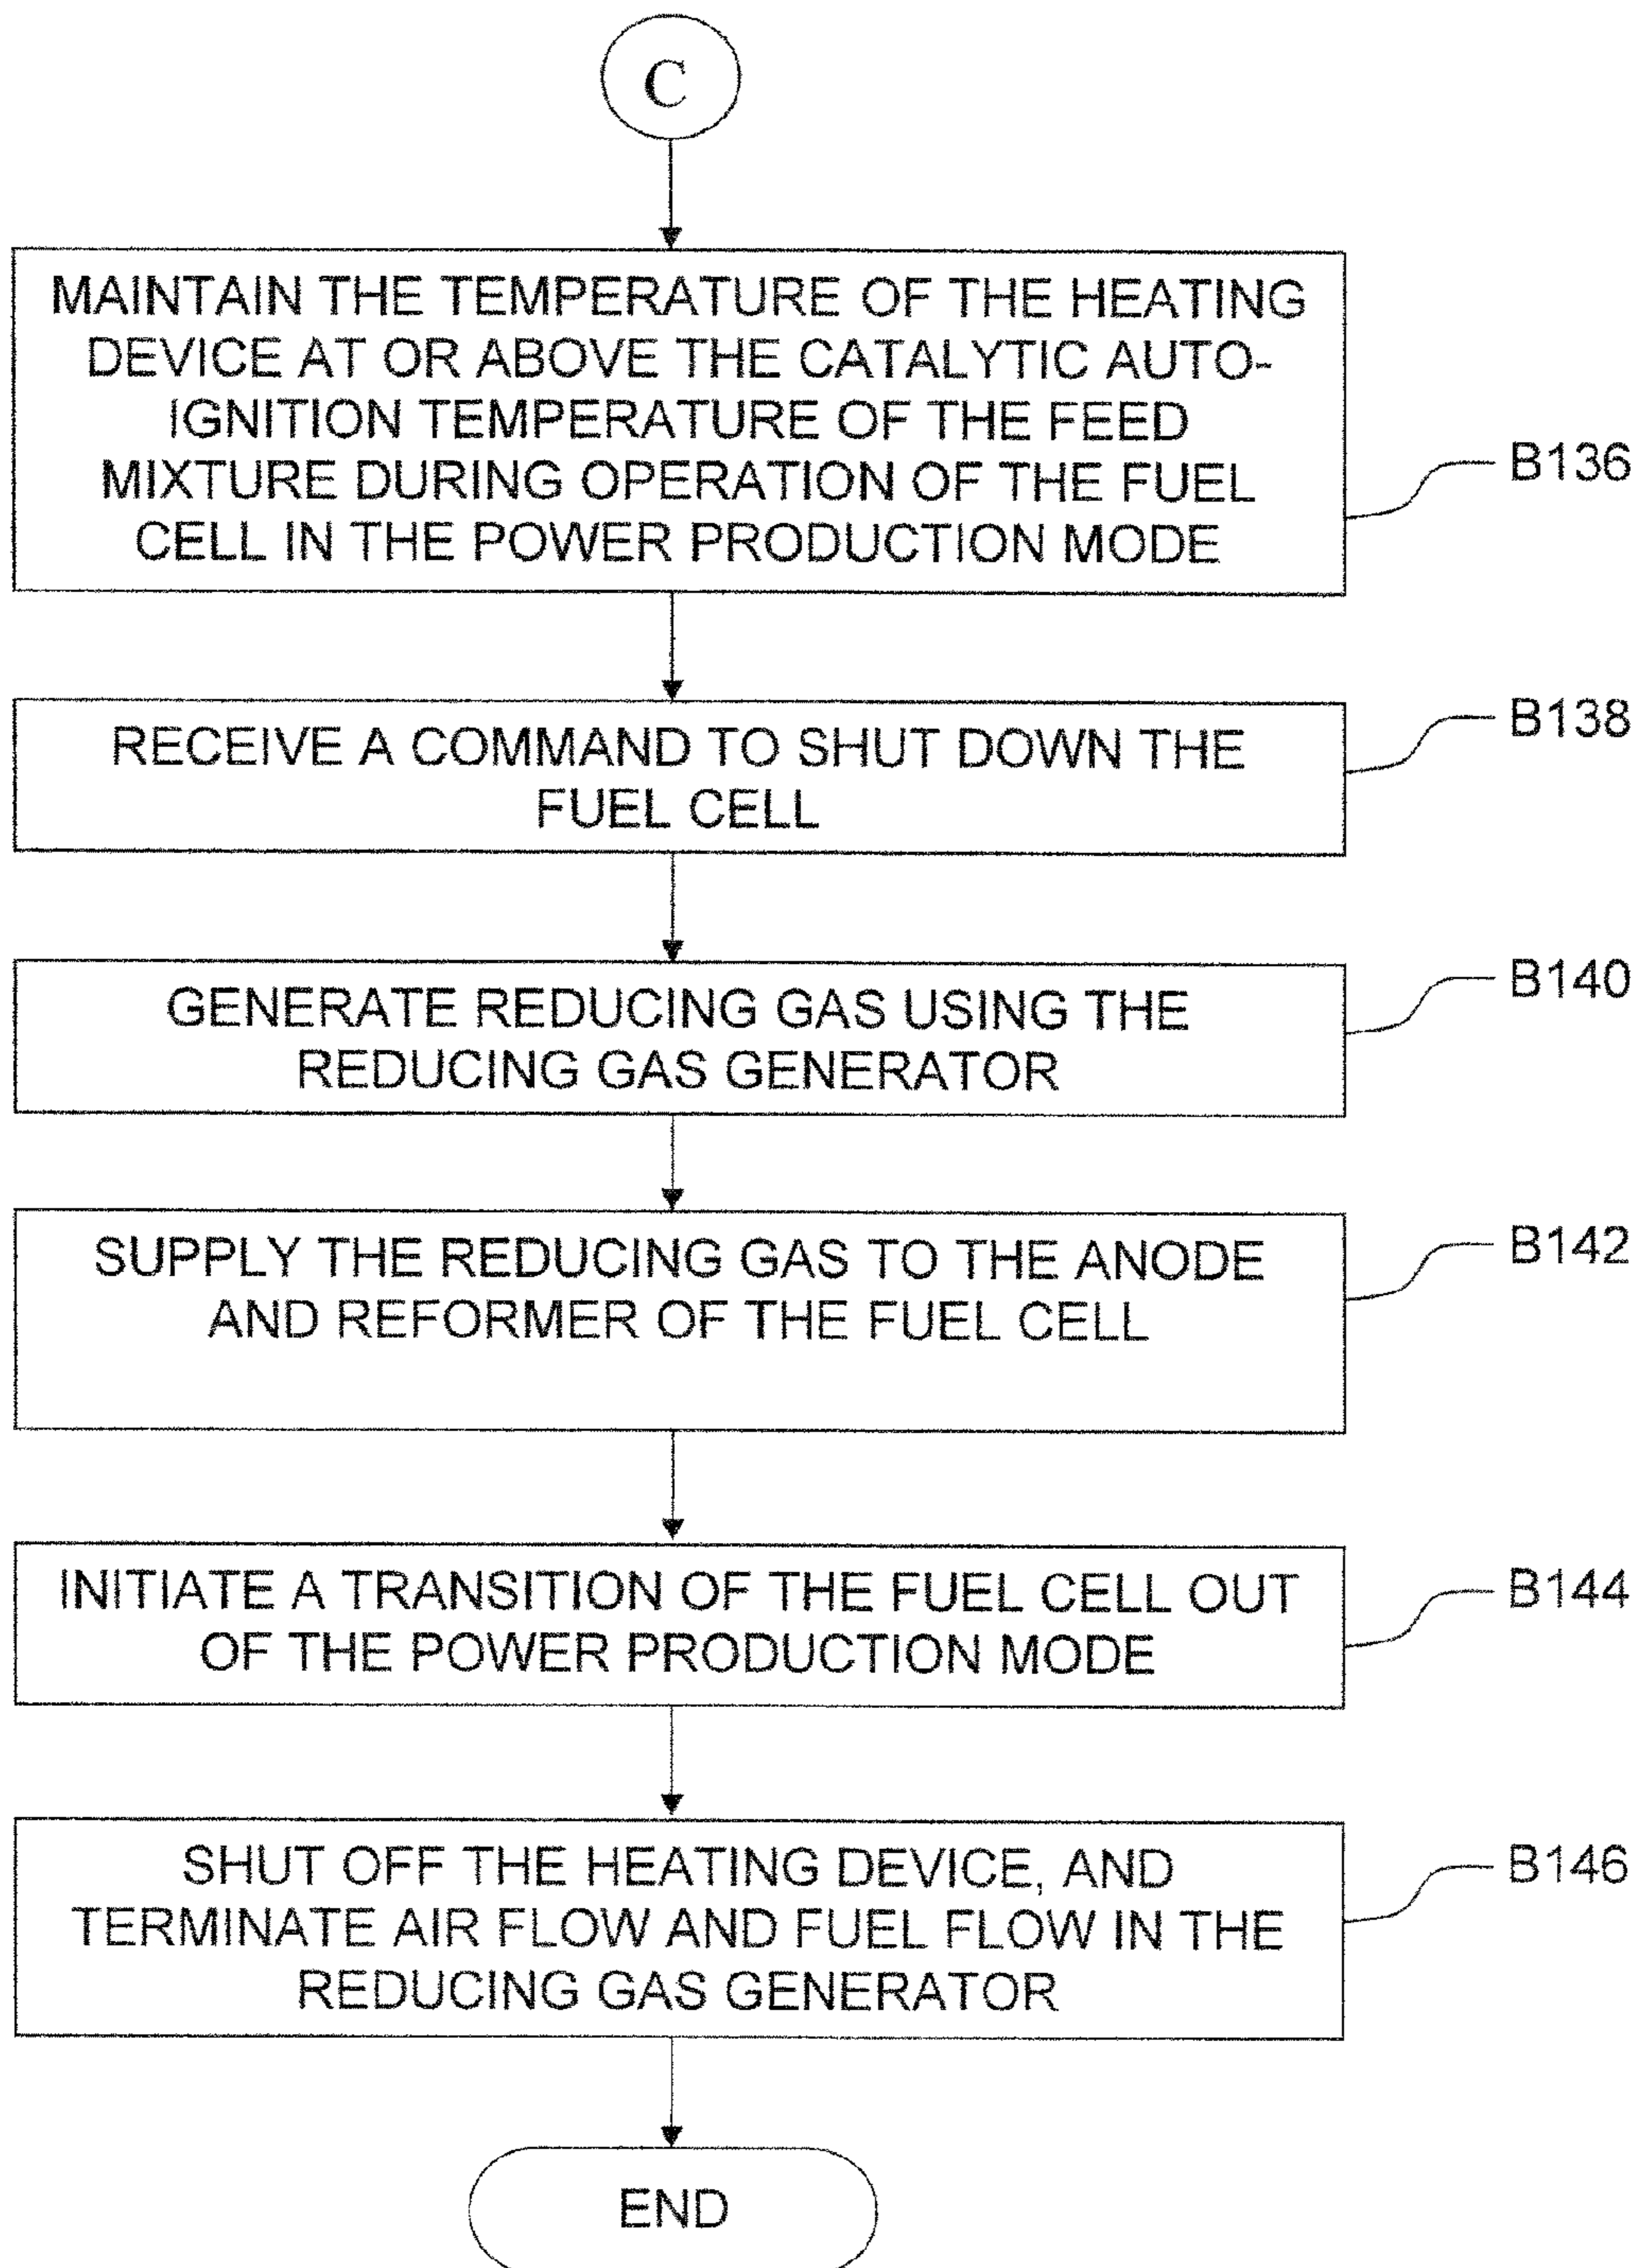 C
MAINTAIN THE TEMPERATURE OF THE HEATING
DEVICE AT OR ABOVE THE CATALYTIC AUTO-
IGNITION TEMPERATURE OF THE FEED
MIXTURE DURING OPERATION OF THE FUEL
CELL IN THE POWER PRODUCTION MODE
B136
RECEIVE A COMMAND TO SHUT DOWN THE
FUEL CELL
B138
GENERATE REDUCING GAS USING THE
REDUCING GAS GENERATOR
B140
SUPPLY THE REDUCING GAS TO THE ANODE
AND REFORMER OF THE FUEL CELL
B142
INITIATE A TRANSITION OF THE FUEL CELL OUT
OF THE POWER PRODUCTION MODE
B144
SHUT OFF THE HEATING DEVICE, AND
TERMINATE AIR FLOW AND FUEL FLOW IN THE
REDUCING GAS GENERATOR
B146
END